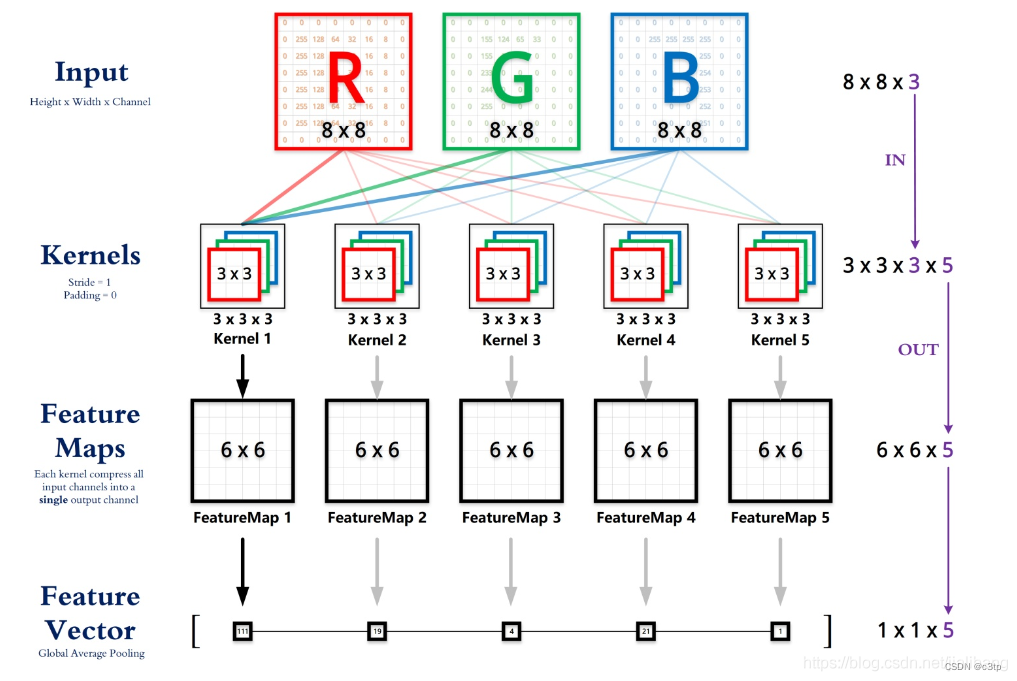 Input
Height x Width x Channel
R
8 x 8
G
8 x 8
B
8 x 8
8 x 8 x 3
IN
Kernels
Stride = 1
Padding = 0
3 x 3
3 x 3
3 x 3
3 x 3
3 x 3
3 x 3 x 3 x 5
3 x 3 x 3
3 x 3 x 3
3 x 3 x 3
3 x 3 x 3
3 x 3 x 3
Kernel 1
Kernel 2
Kernel 3
Kernel 4
Kernel 5
OUT
Feature
Maps
Each kernel compress all
input channels into a
single output channel
6 x 6
6 x 6
6 x 6
6 x 6
6 x 6
6 x 6 x 5
FeatureMap 1
FeatureMap 2
FeatureMap 3
FeatureMap 4
FeatureMap 5
Feature
Vector
Global Average Pooling
[ 111 19 4 21 1 ]
1 x 1 x 5
https://blog.csdn.net/
CSDN @c3tp